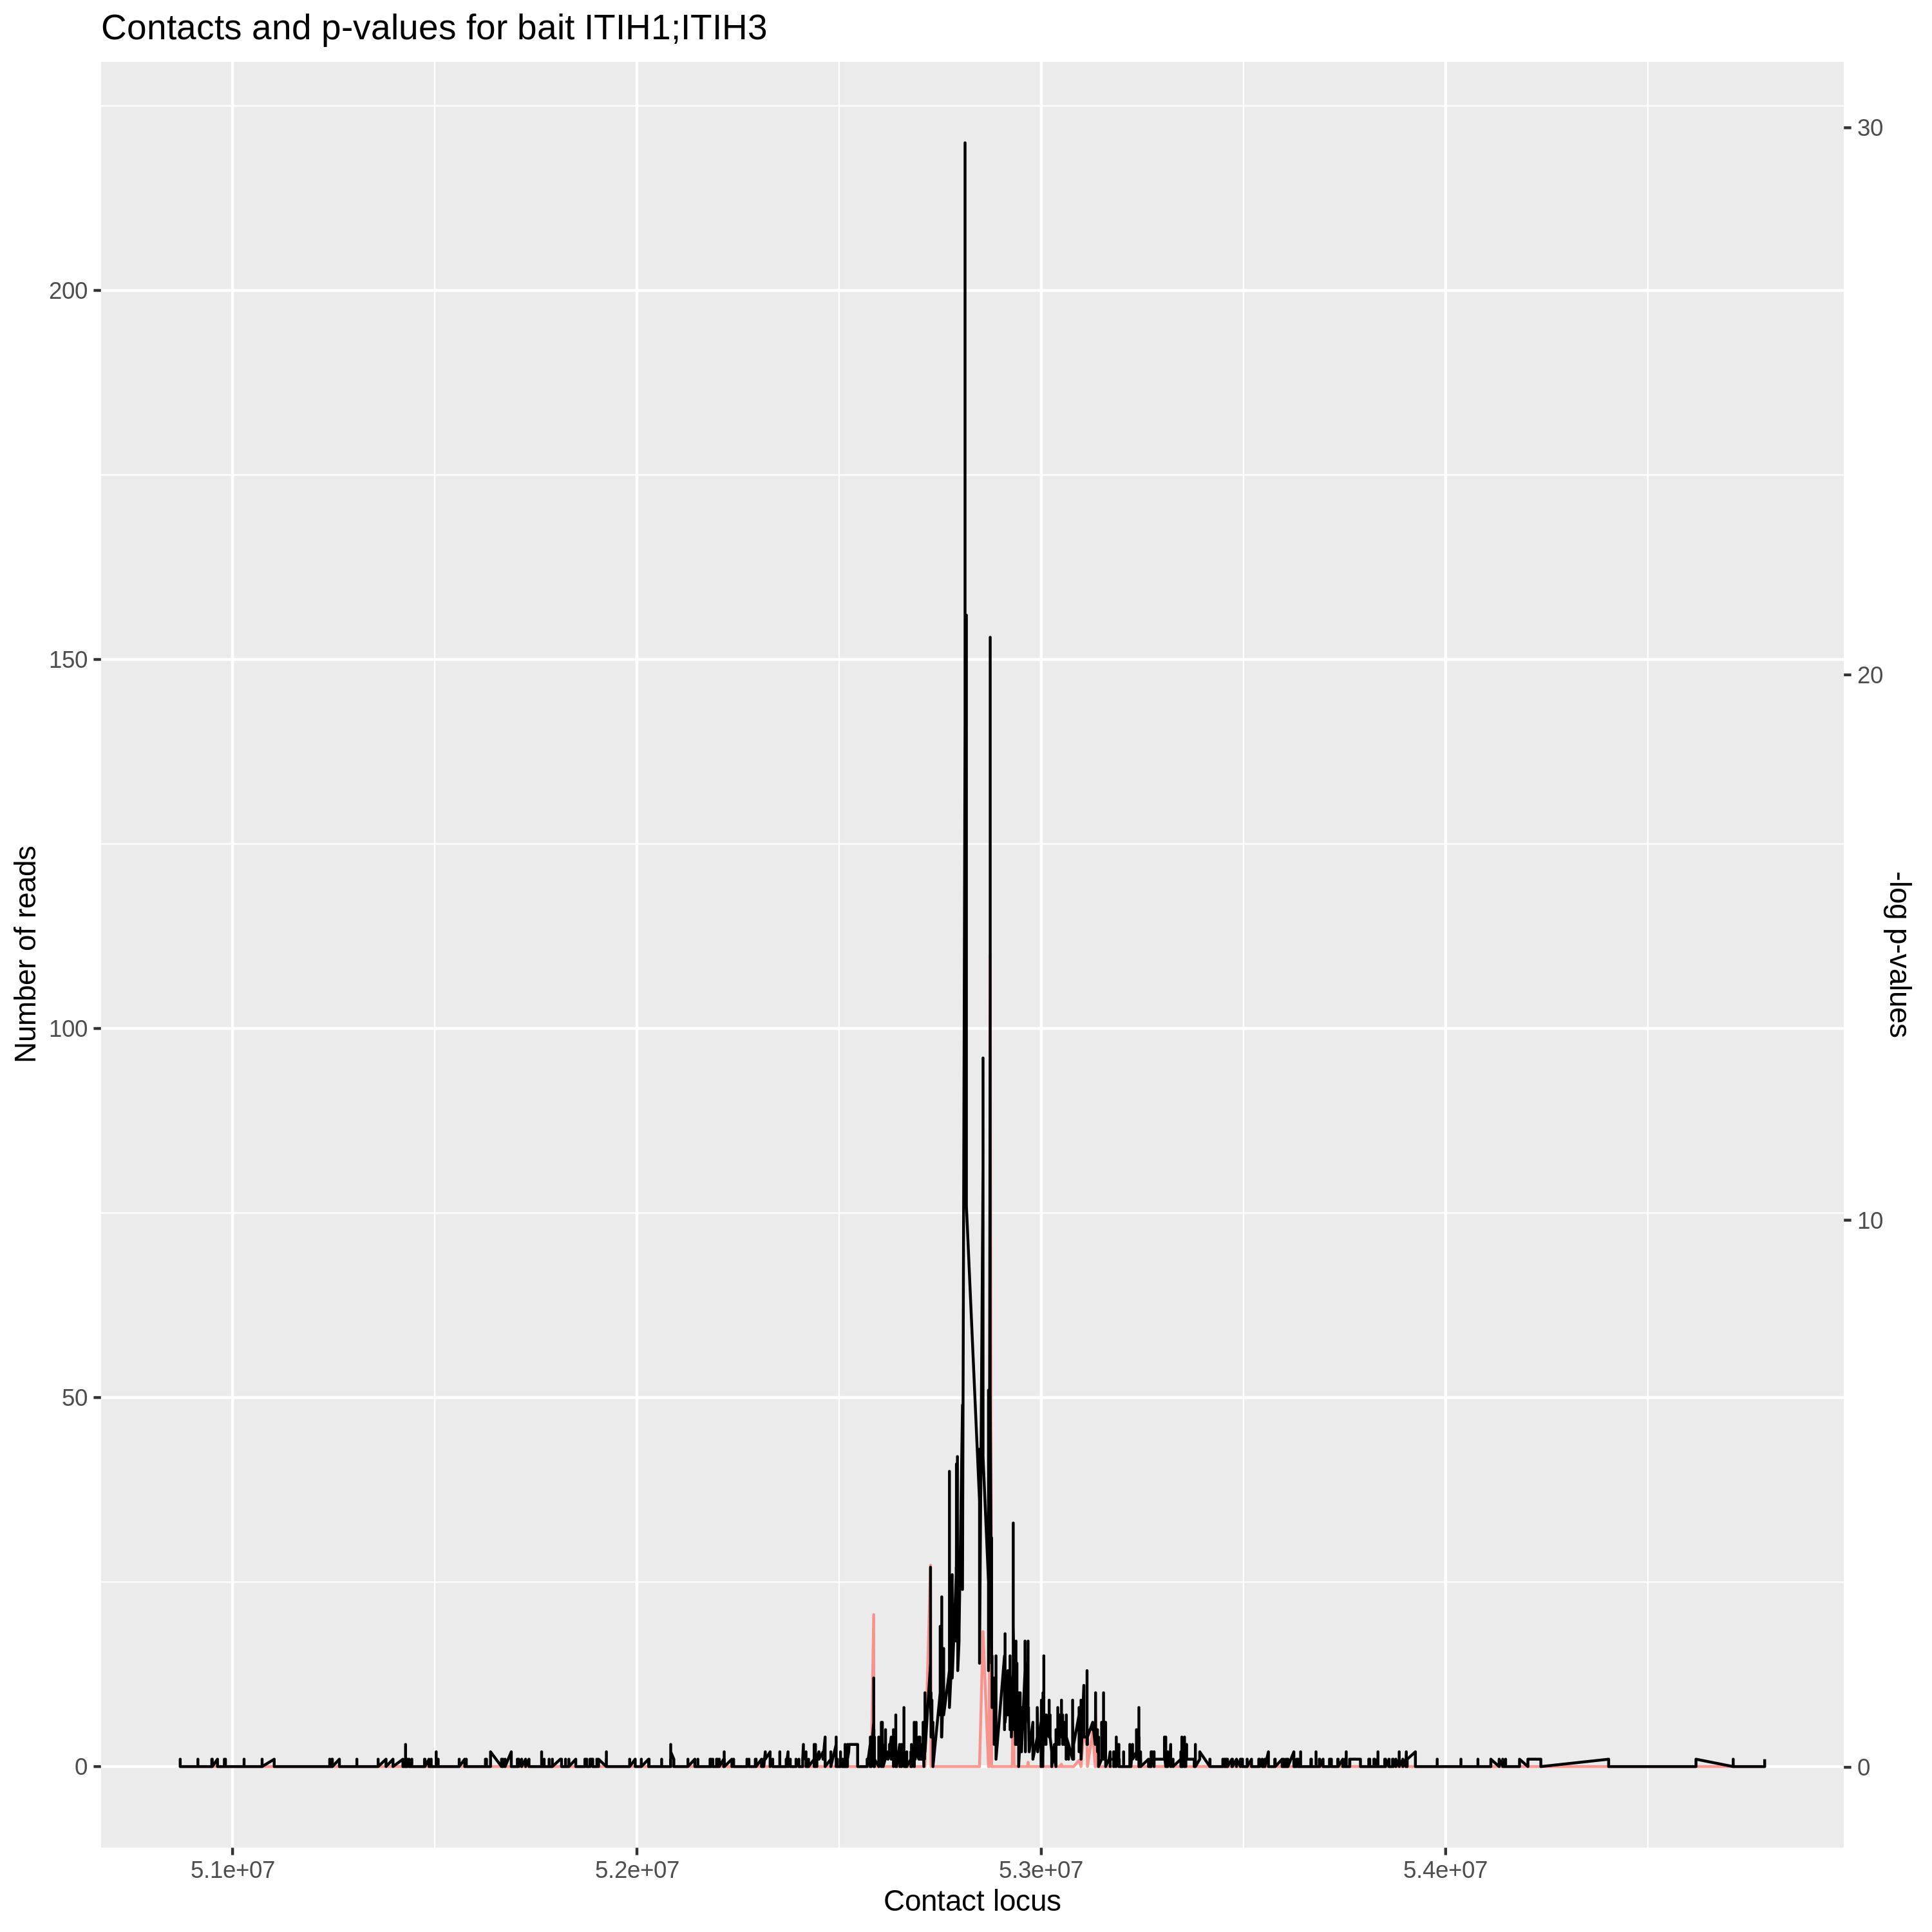 Contacts and p-values for bait ITIH1;ITIH3
200
150
100
50
0
Number of reads
30
20
10
0
-log p-values
5.1e+07
5.2e+07
5.3e+07
5.4e+07
Contact locus